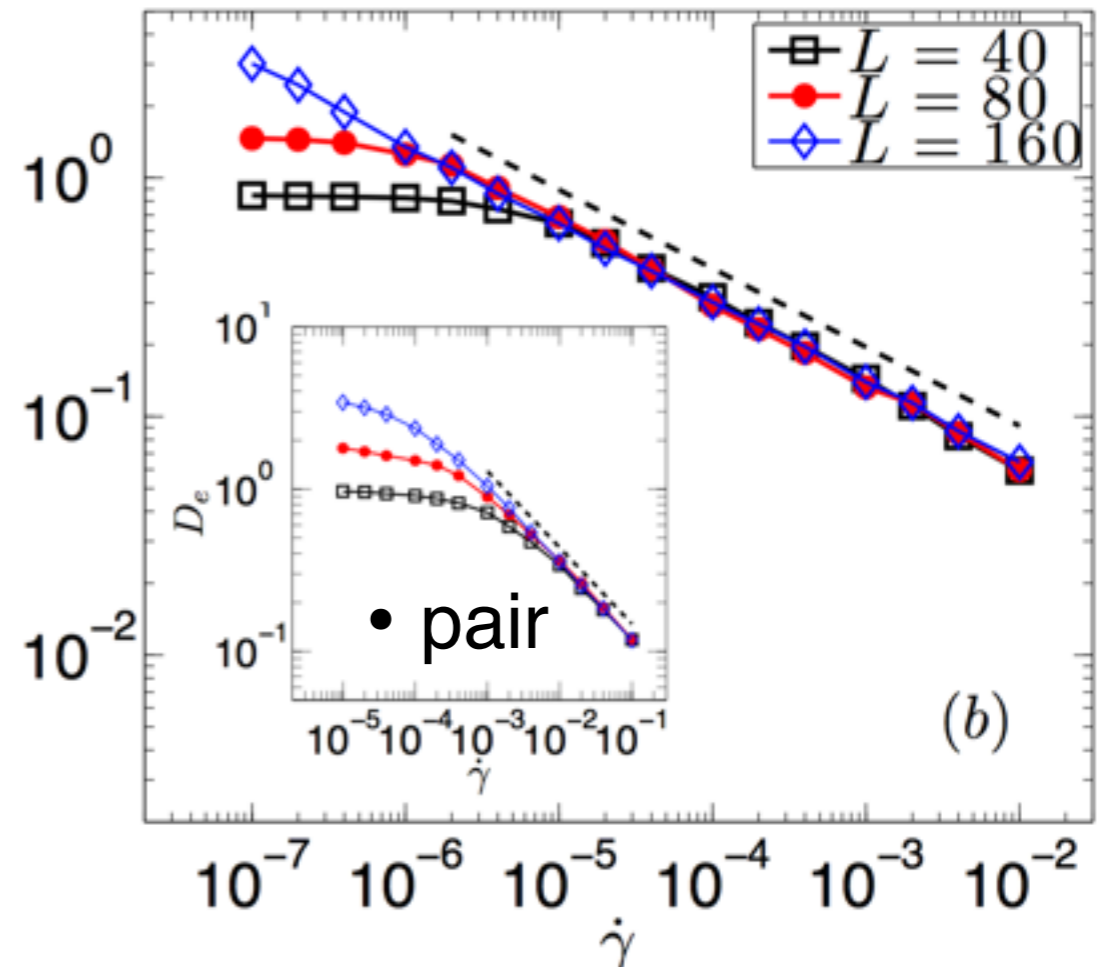 L = 40
L = 80
L = 160
10^0
10^-1
10^-2
10^1
10^0
10^-1
D_e
• pair
10^-5 10^-4 10^-3 10^-2 10^-1
γ̇
(b)
10^-7 10^-6 10^-5 10^-4 10^-3 10^-2
γ̇